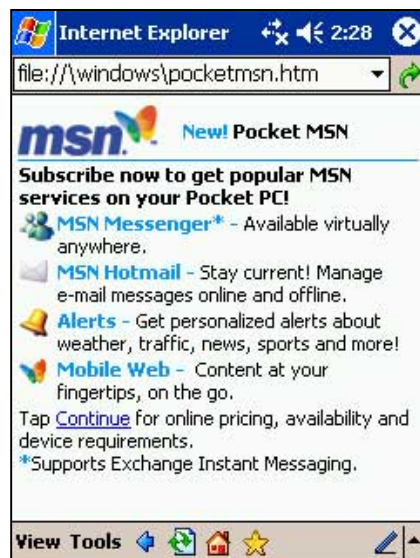 Internet Explorer 2:28
file://\windows\pocketmsn.htm
msn New! Pocket MSN
Subscribe now to get popular MSN
services on your Pocket PC!
MSN Messenger* - Available virtually
anywhere.
MSN Hotmail - Stay current! Manage
e-mail messages online and offline.
Alerts - Get personalized alerts about
weather, traffic, news, sports and more!
Mobile Web - Content at your
fingertips, on the go.
Tap Continue for online pricing, availability and
device requirements.
*Supports Exchange Instant Messaging.
View Tools